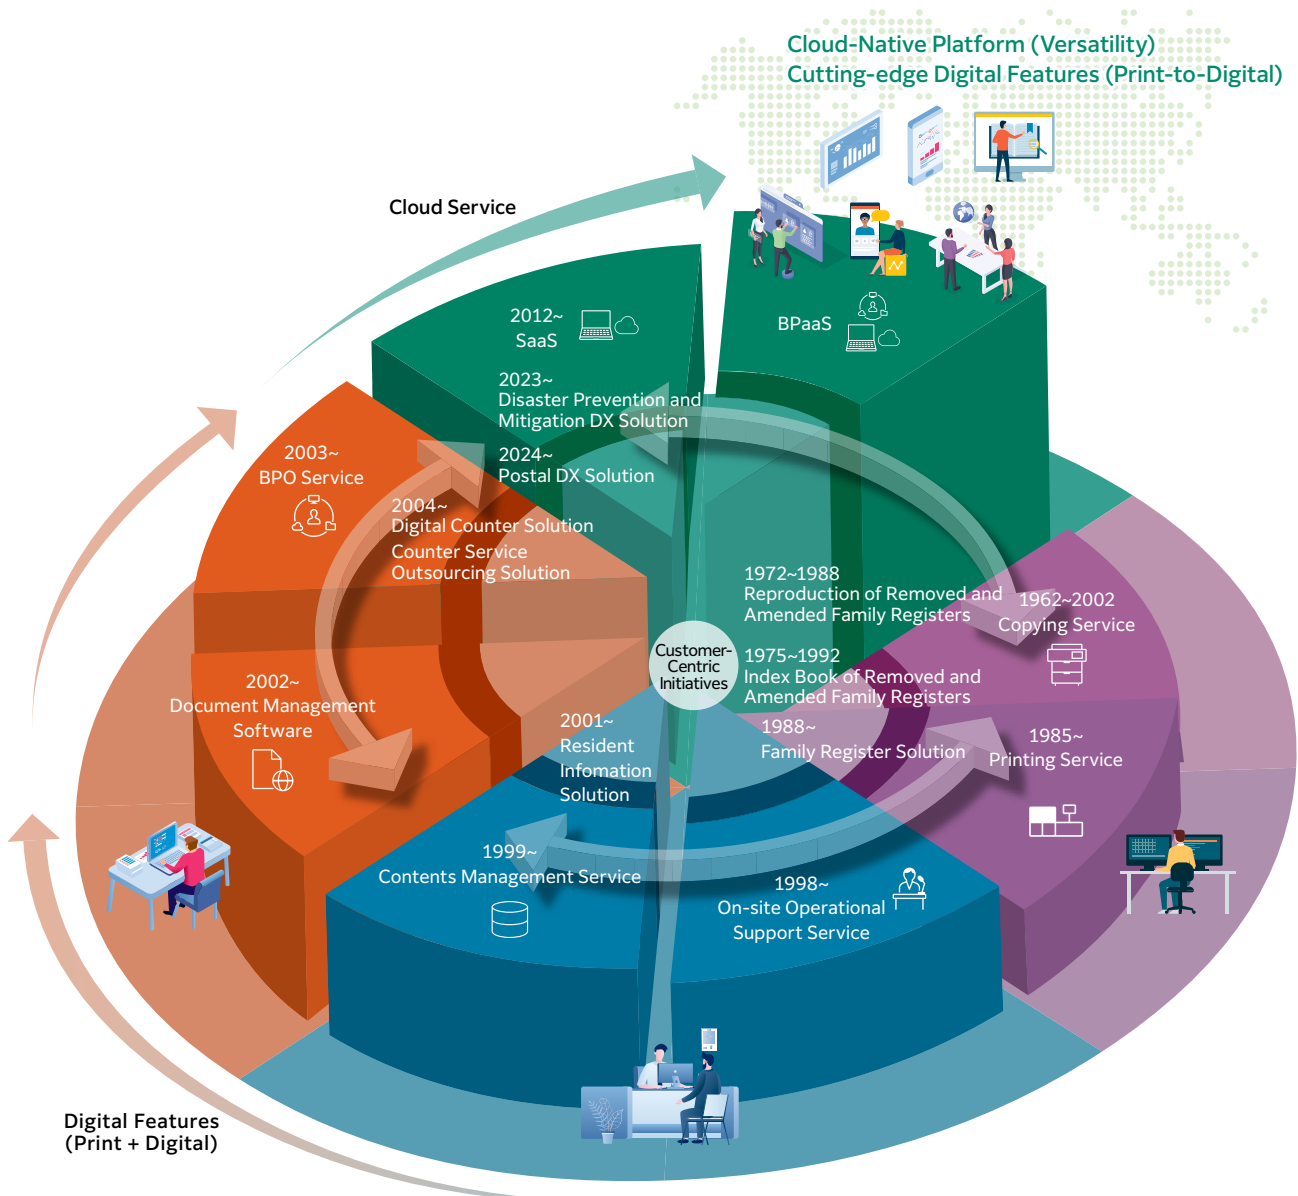 Cloud-Native Platform (Versatility)
Cutting-edge Digital Features (Print-to-Digital)
Cloud Service
2012~
SaaS
BPaaS
2023~
Disaster Prevention and
Mitigation DX Solution
2024~
Postal DX Solution
2003~
BPO Service
2004~
Digital Counter Solution
Counter Service
Outsourcing Solution
1972~1988
Reproduction of Removed and
Amended Family Registers
1962~2002
Copying Service
Customer-
Centric
Initiatives
1975~1992
Index Book of Removed and
Amended Family Registers
2002~
Document Management
Software
2001~
Resident
Infomation
Solution
1988~
Family Register Solution
1985~
Printing Service
1999~
Contents Management Service
1998~
On-site Operational
Support Service
Digital Features
(Print + Digital)